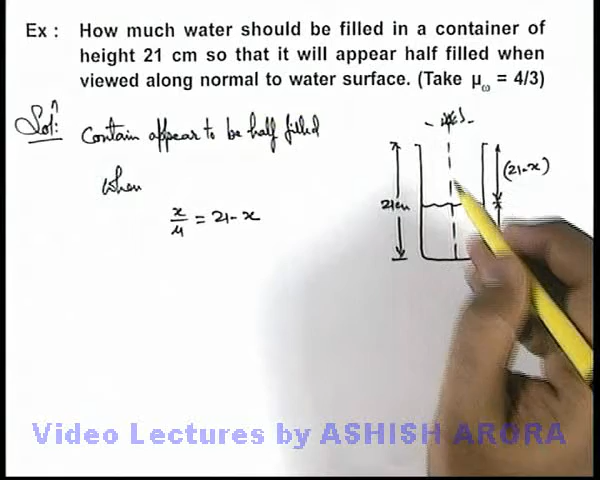 Ex : How much water should be filled in a container of
height 21 cm so that it will appear half filled when
viewed along normal to water surface. (Take μω = 4/3)
Solⁿ:
Contain appear to be half filled
when
x/μ = 21-x
21cm
(21-x)
Video Lectures by ASHISH ARORA